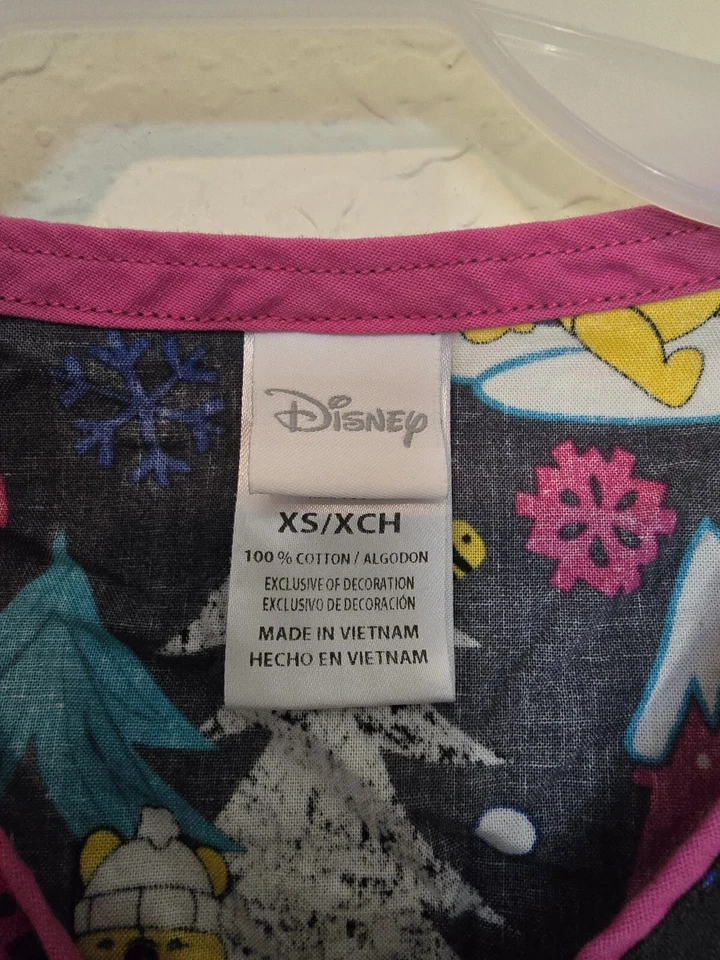 Disney
XS/XCH
100 % COTTON / ALGODON
EXCLUSIVE OF DECORATION
EXCLUSIVO DE DECORACIÓN
MADE IN VIETNAM
HECHO EN VIETNAM